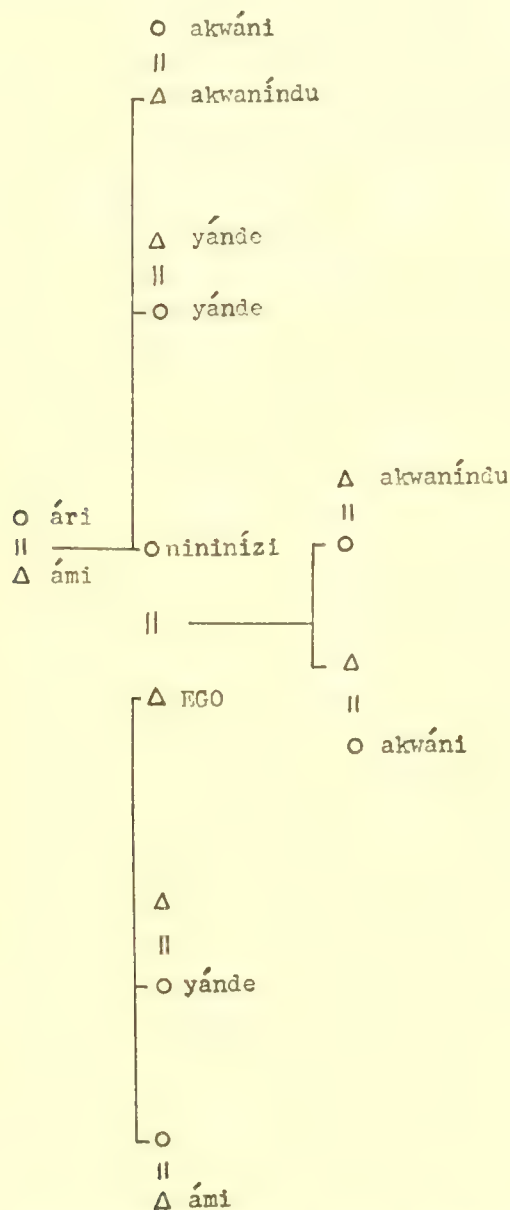 akwáni
akwaníndu
yánde
yánde
akwaníndu
ári
nininízi
ámi
EGO
akwáni
yánde
ámi